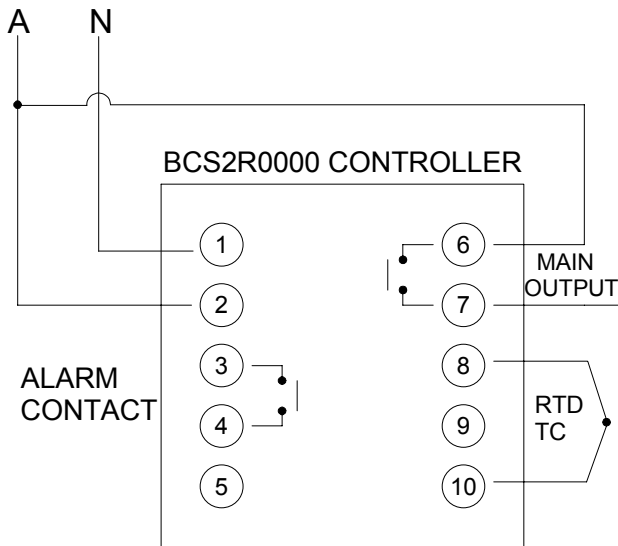 A N
BCS2R0000 CONTROLLER
1 6
MAIN
OUTPUT
2 7
3 8
ALARM
CONTACT
4 9
RTD
TC
5 10